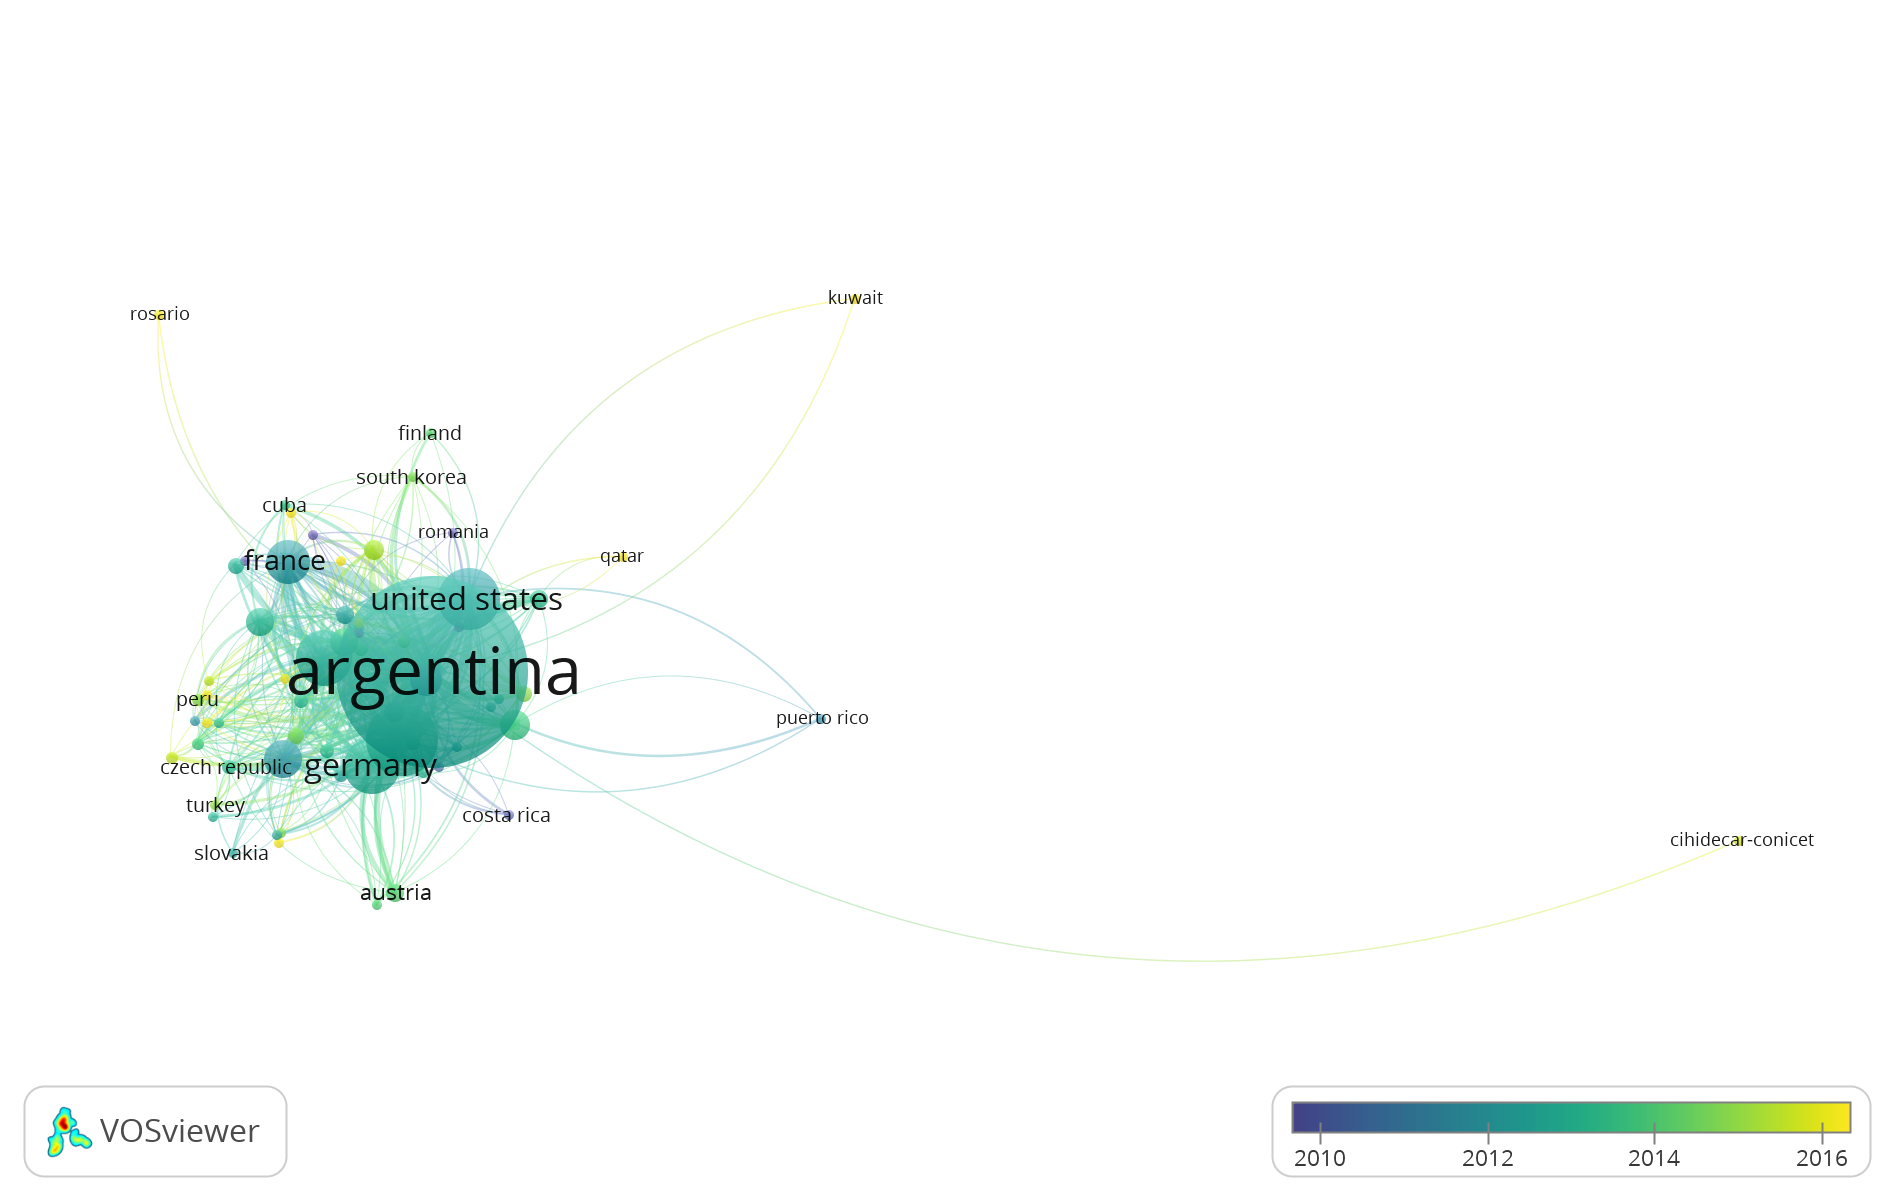 kuwait
rosario
finland
south korea
cuba
romania
qatar
france
united states
argentina
peru
puerto rico
germany
czech republic
turkey
costa rica
cihidecar-conicet
slovakia
austria
VOSviewer
2010 2012 2014 2016